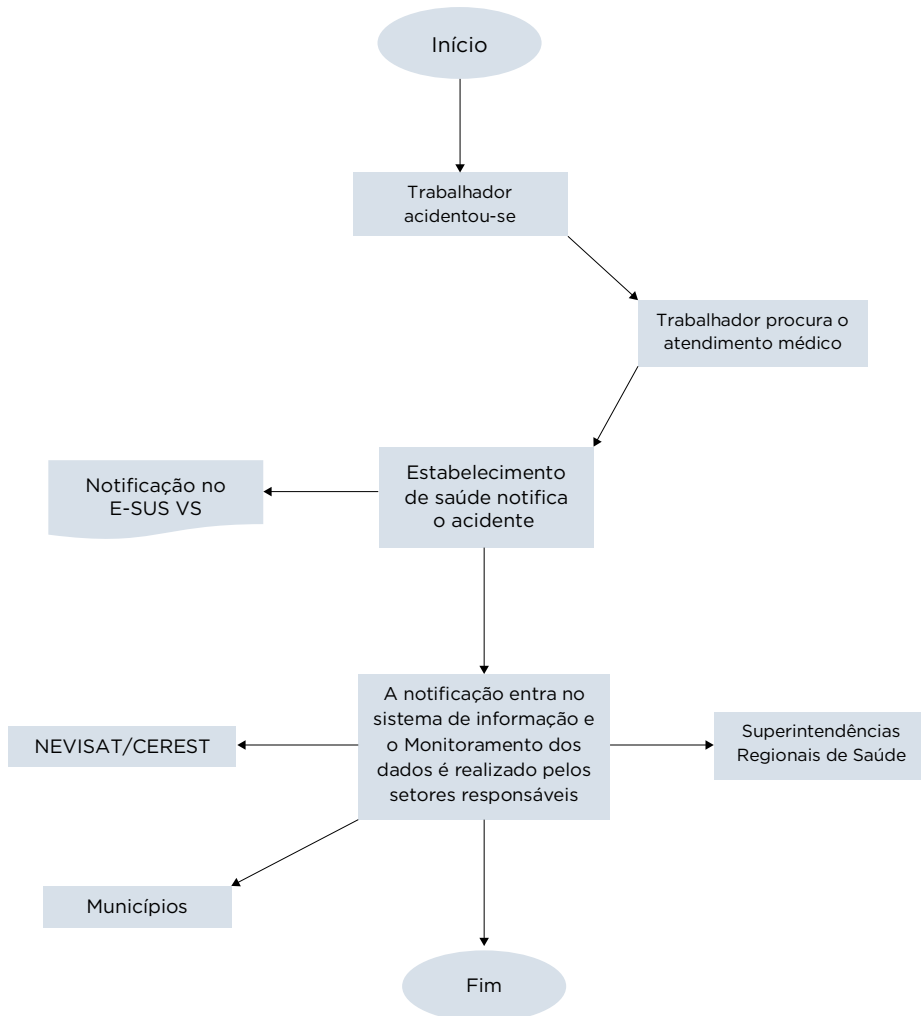 Início
Trabalhador
acidentou-se
Trabalhador procura o
atendimento médico
Estabelecimento
de saúde notifica
o acidente
Notificação no
E-SUS VS
A notificação entra no
sistema de informação e
o Monitoramento dos
dados é realizado pelos
setores responsáveis
NEVISAT/CEREST
Superintendências
Regionais de Saúde
Municípios
Fim